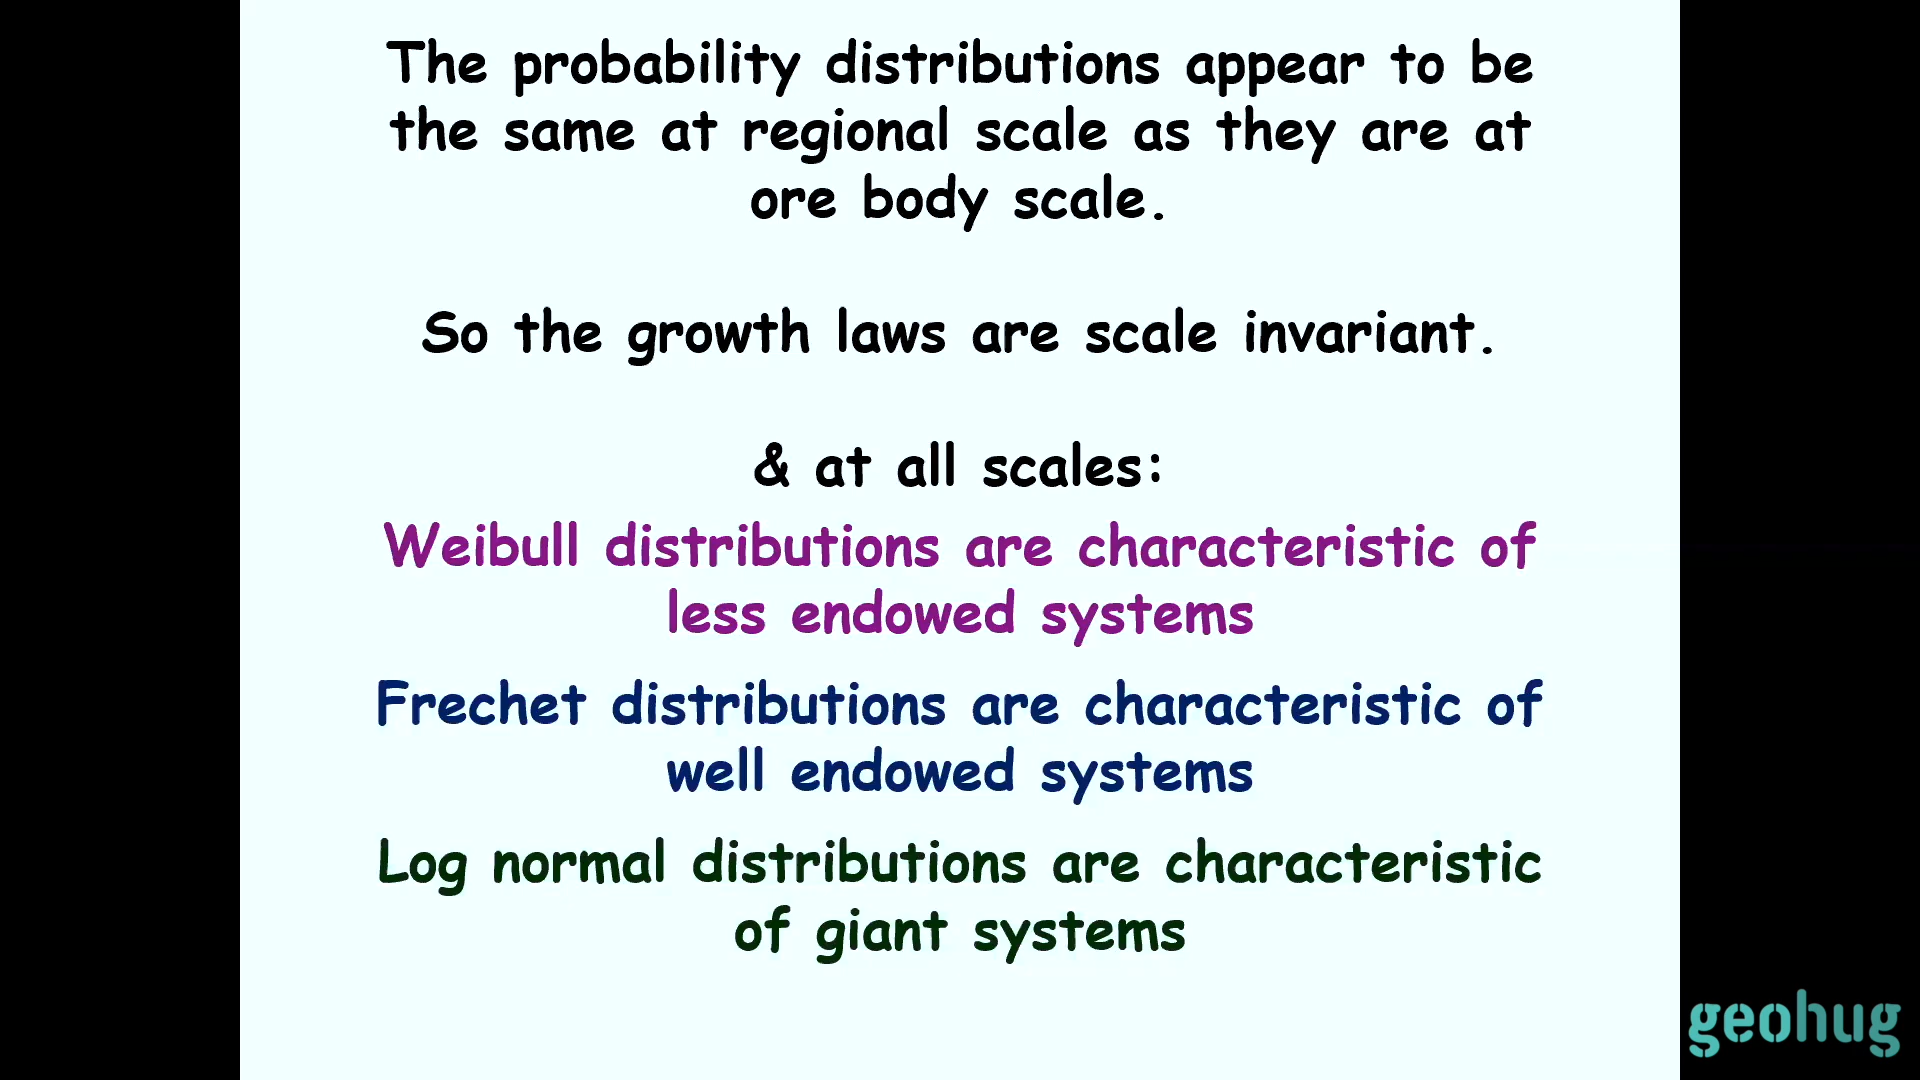 The probability distributions appear to be
the same at regional scale as they are at
ore body scale.
So the growth laws are scale invariant.
& at all scales:
Weibull distributions are characteristic of
less endowed systems
Frechet distributions are characteristic of
well endowed systems
Log normal distributions are characteristic
of giant systems
geohug